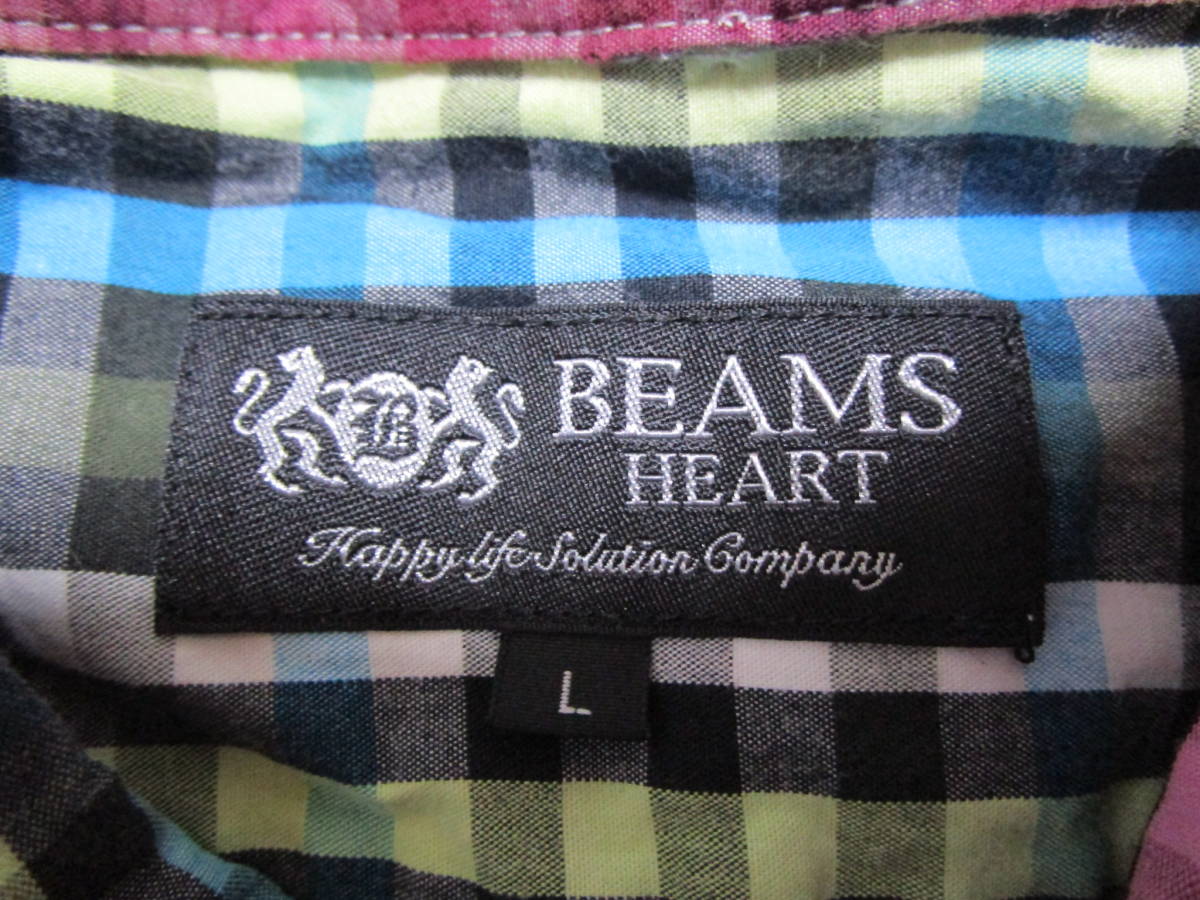 B
BEAMS
HEART
Happy life Solution Company
L